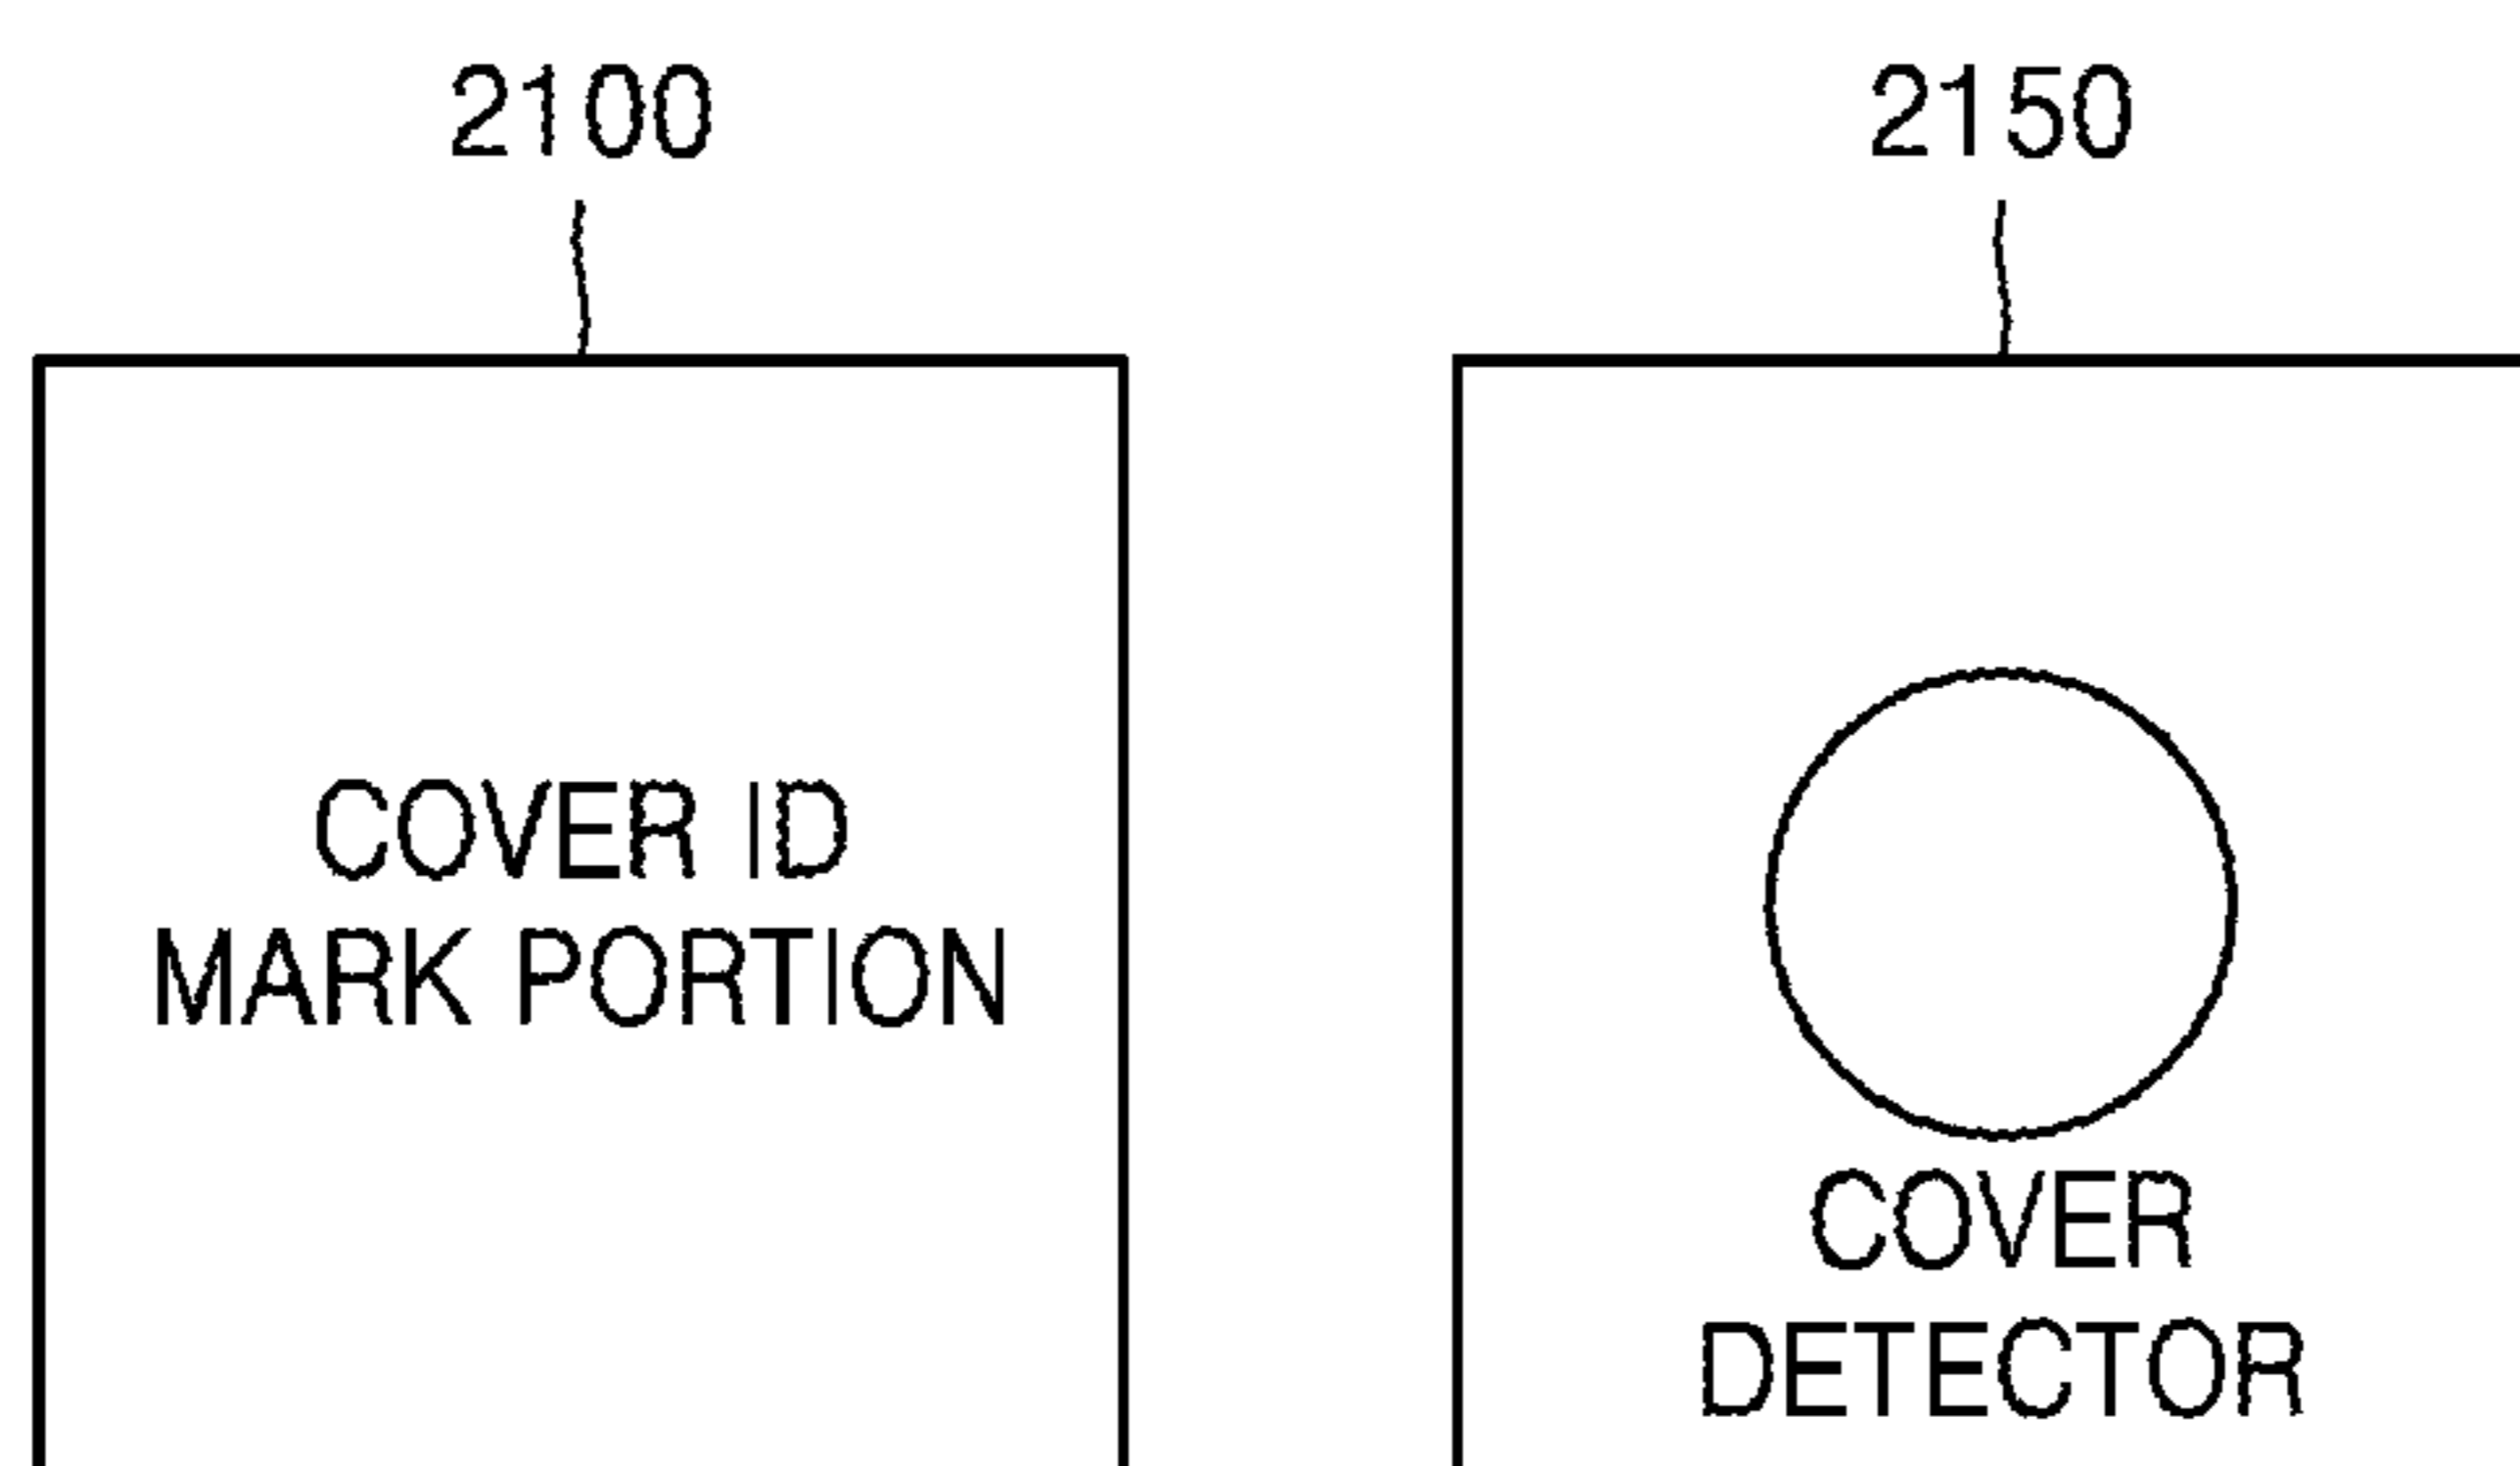 2100
2150
COVER ID
MARK PORTION
COVER
DETECTOR